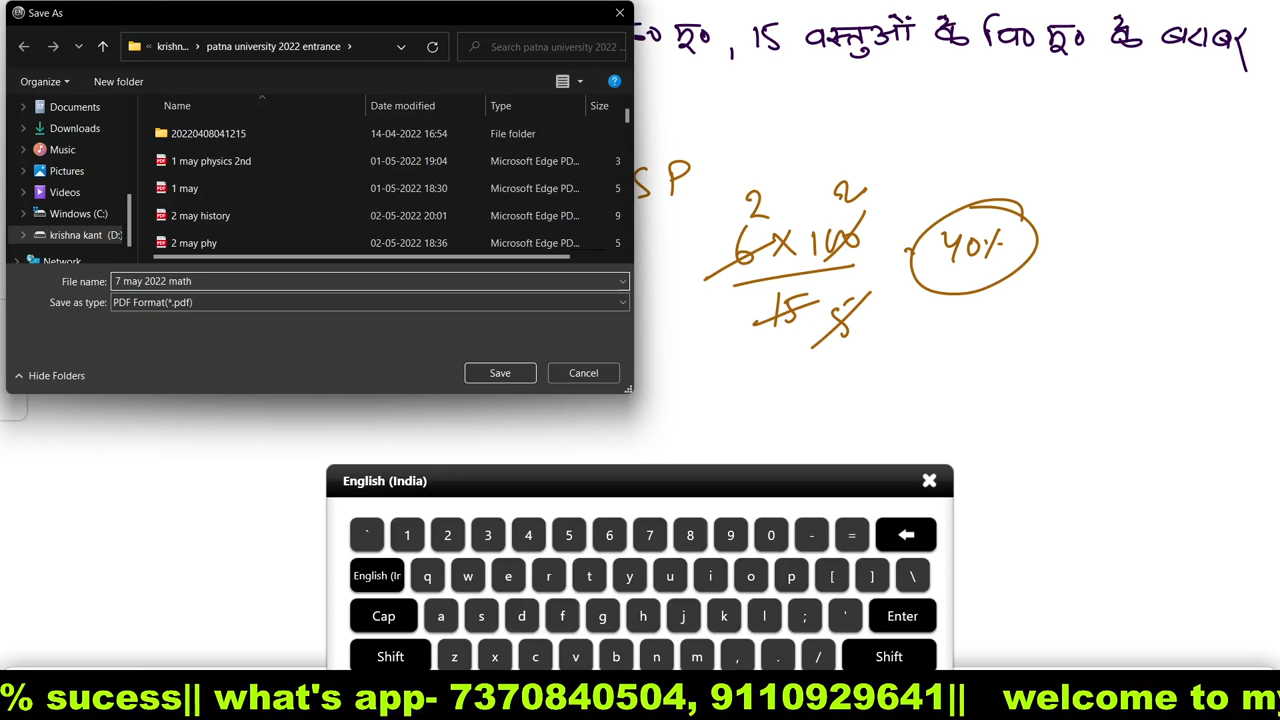 Save As
krishn... > patna university 2022 entrance >
Search patna university 2022 ...
Organize
New folder
Name Date modified Type Size
20220408041215 14-04-2022 16:54 File folder
1 may physics 2nd 01-05-2022 19:04 Microsoft Edge PD... 3
1 may 01-05-2022 18:30 Microsoft Edge PD... 5
2 may history 02-05-2022 20:01 Microsoft Edge PD... 9
2 may phy 02-05-2022 18:36 Microsoft Edge PD... 5
Documents
Downloads
Music
Pictures
Videos
Windows (C:)
krishna kant (D:
Network
File name: 7 may 2022 math
Save as type: PDF Format(*.pdf)
Hide Folders
Save
Cancel
मू०, 15 वस्तुओं के वि० मू० के बराबर
SP
2 2
6 × 100
15 5
40%
English (India)
` 1 2 3 4 5 6 7 8 9 0 - =
English (Ir q w e r t y u i o p [ ] \
Cap a s d f g h j k l ; ' Enter
Shift z x c v b n m , . / Shift
% sucess|| what's app- 7370840504, 9110929641|| welcome to my